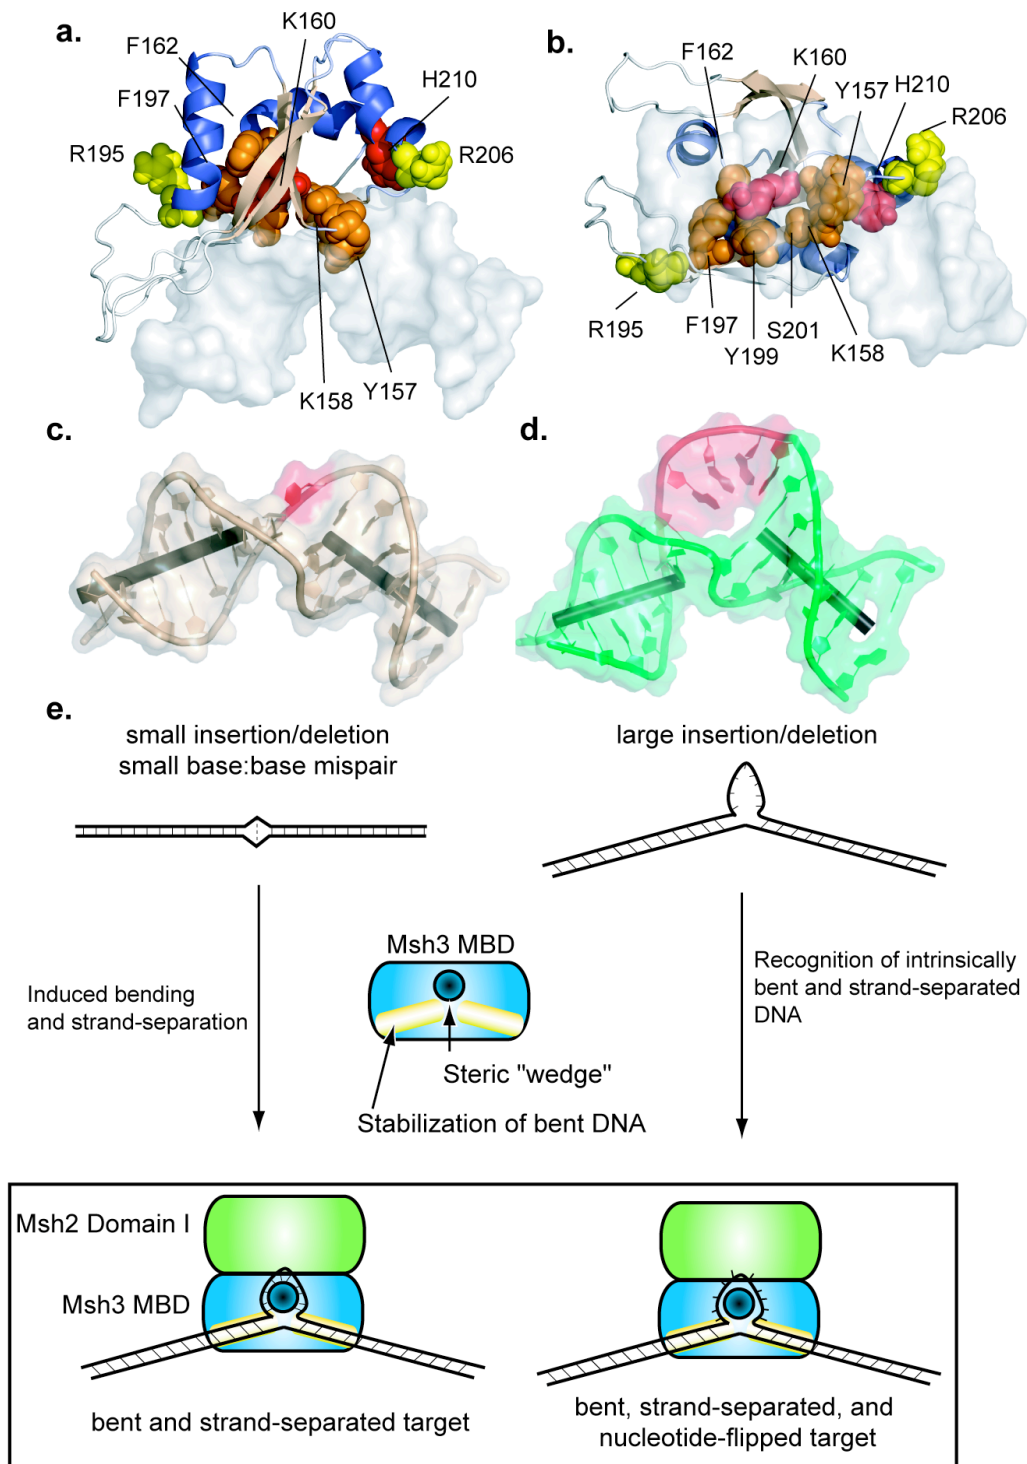 a.
K160
F162
F197
R195
H210
R206
K158
Y157
b.
F162
K160
Y157
H210
R206
R195
F197
Y199
S201
K158
c.
d.
e.
small insertion/deletion
small base:base mispair
large insertion/deletion
Induced bending
and strand-separation
Msh3 MBD
Steric "wedge"
Stabilization of bent DNA
Recognition of intrinsically
bent and strand-separated
DNA
Msh2 Domain I
Msh3 MBD
bent and strand-separated target
bent, strand-separated, and
nucleotide-flipped target